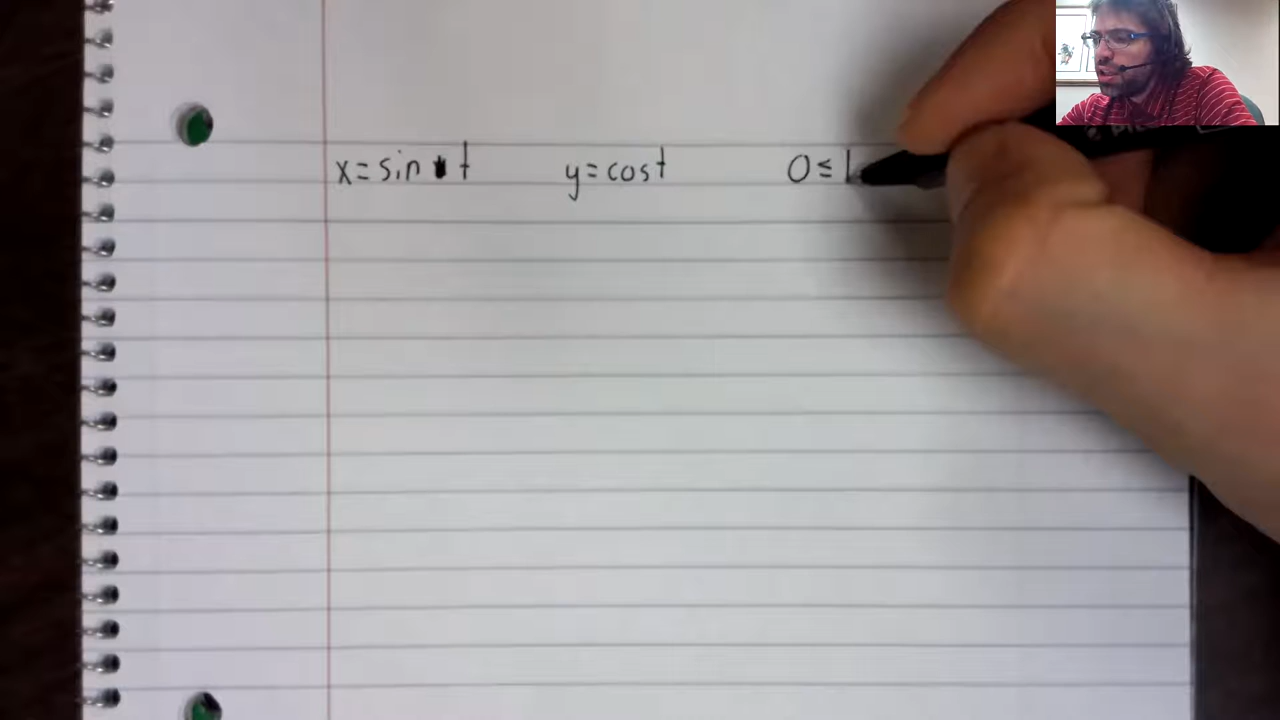 x = sin t y = cos t 0 ≤